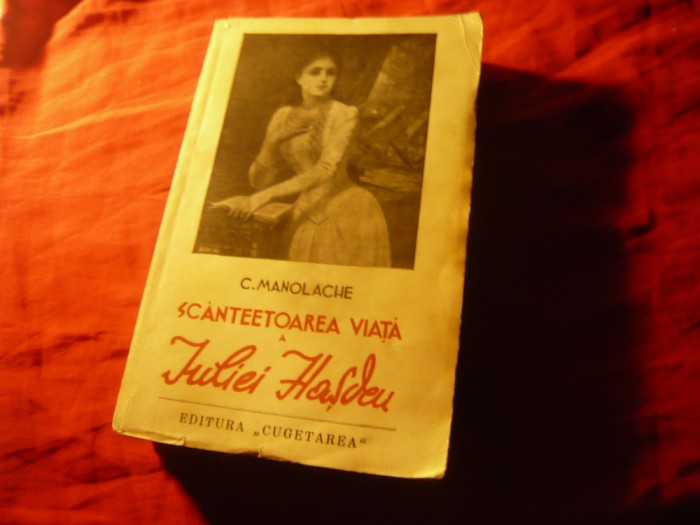 C. MANOLACHE
SCÂNTEETOAREA VIAȚĂ
A
Iuliei Hașdeu
EDITURA „CUGETAREA“